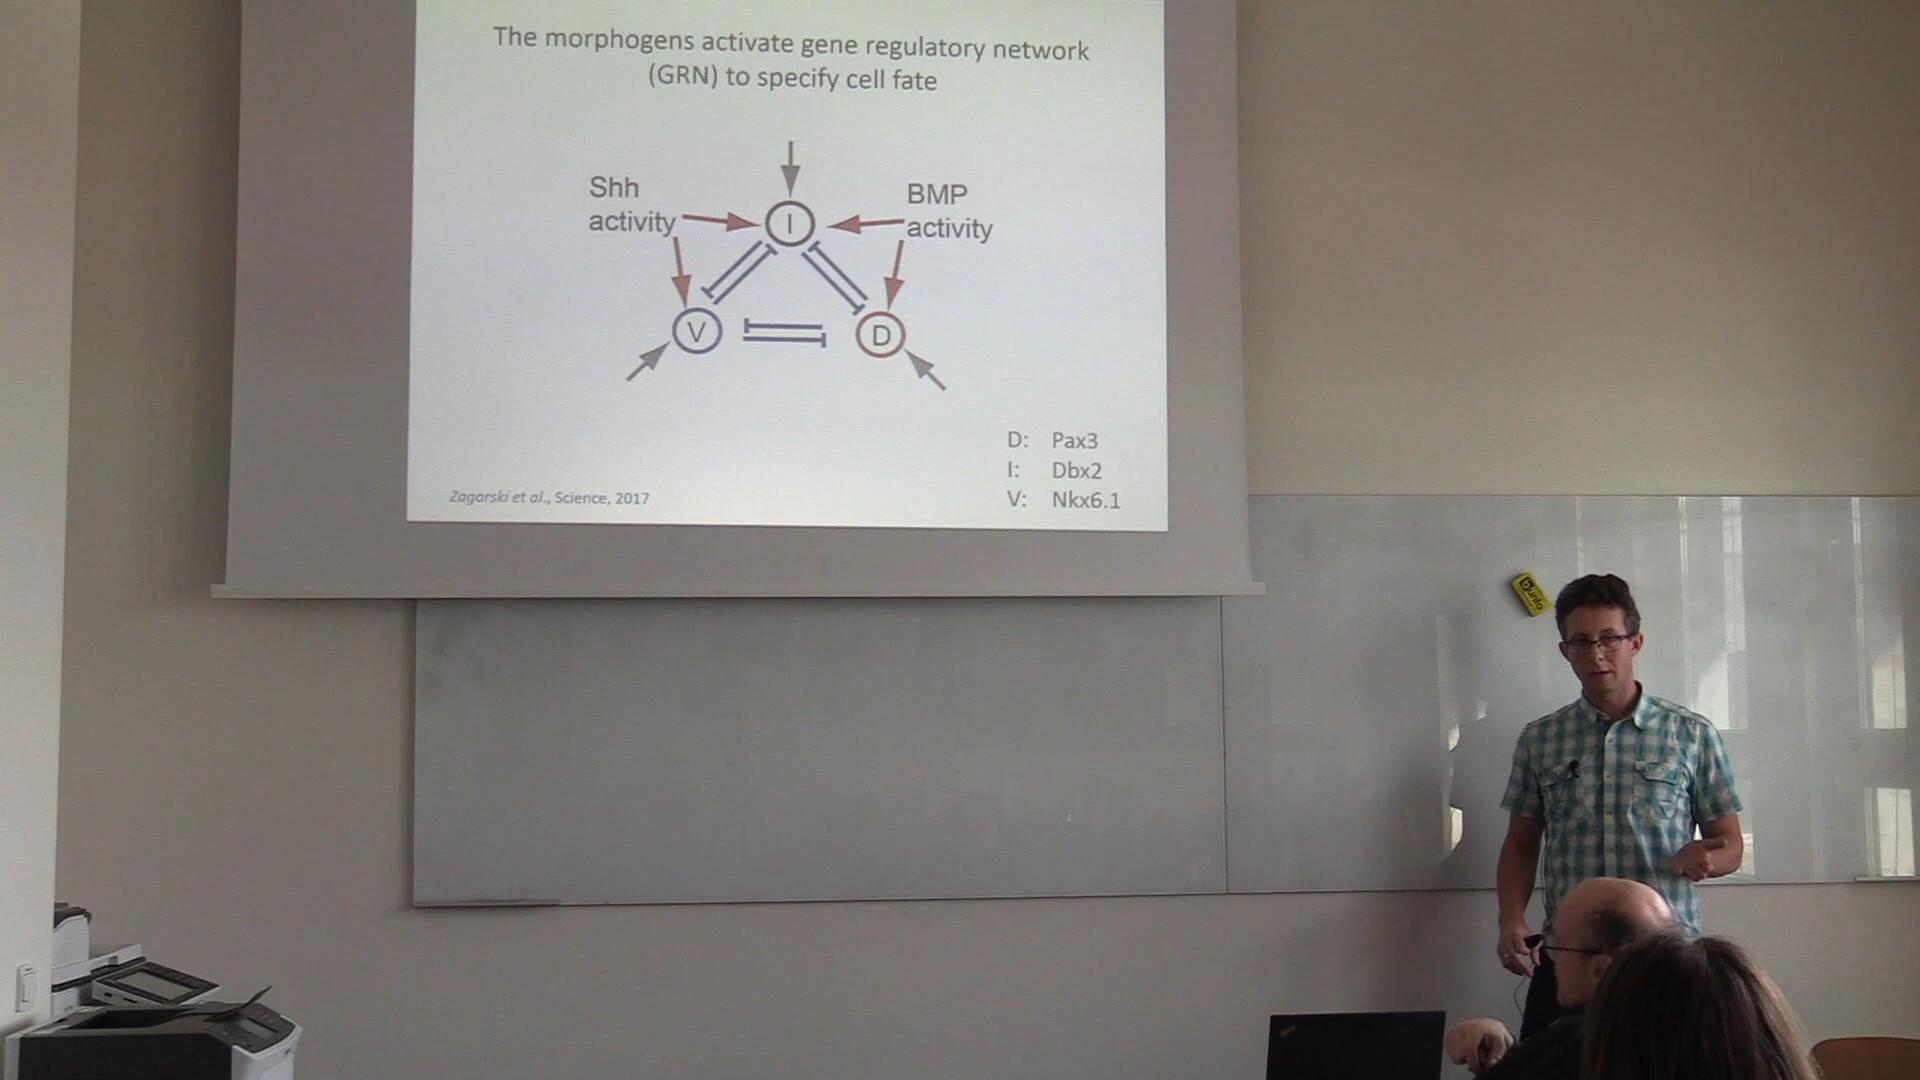 The morphogens activate gene regulatory network
(GRN) to specify cell fate
Shh
activity
BMP
activity
I
V
D
D: Pax3
I: Dbx2
V: Nkx6.1
Zagorski et al., Science, 2017